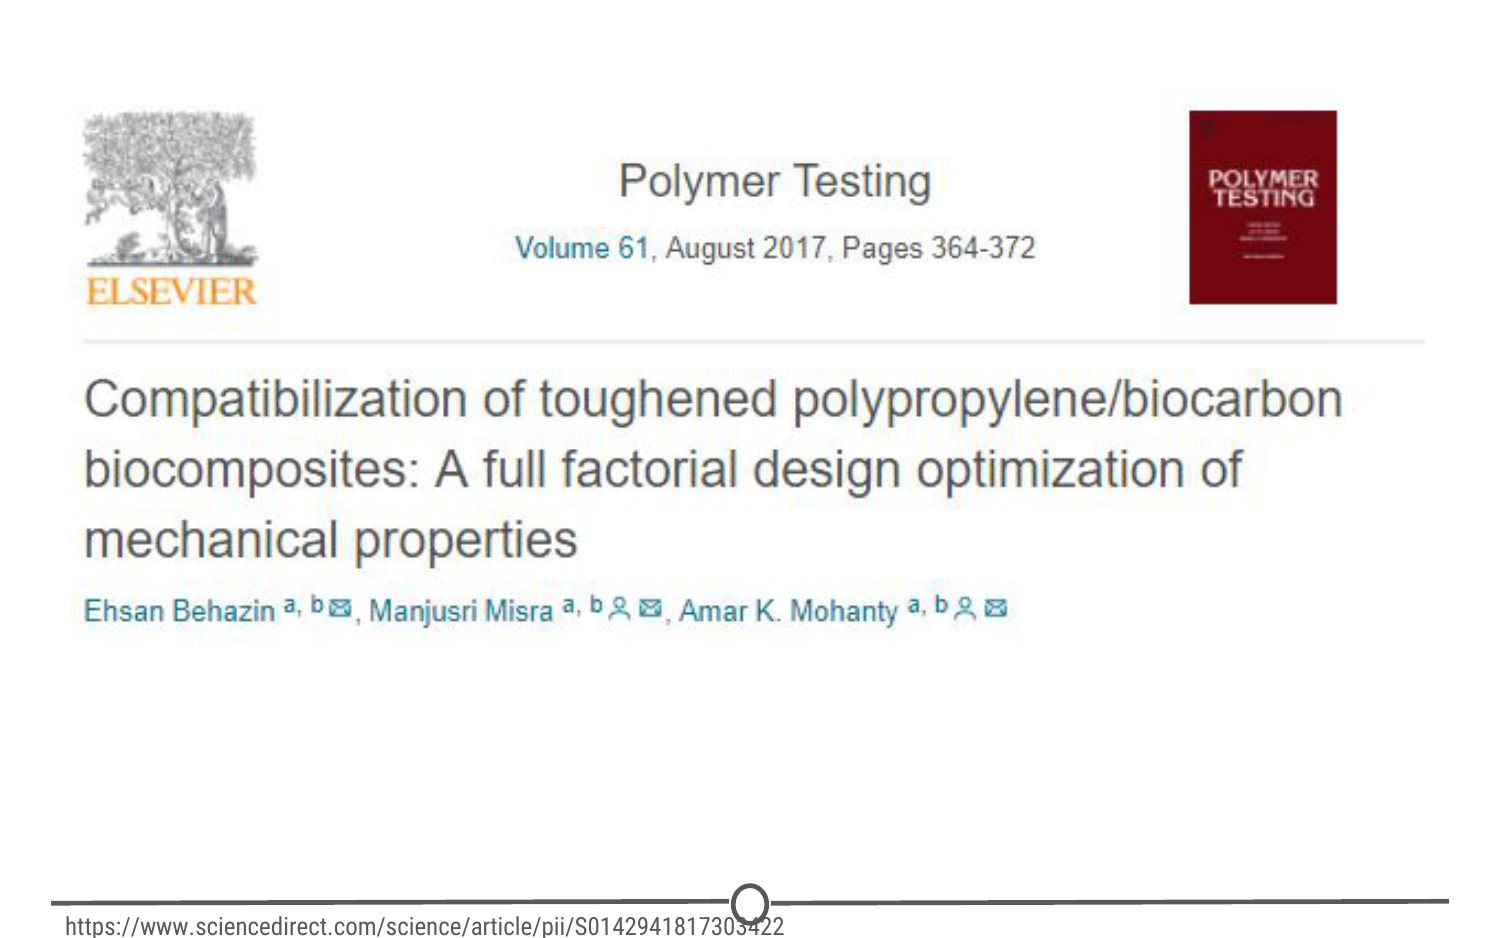 ELSEVIER
Polymer Testing
Volume 61, August 2017, Pages 364-372
POLYMER
TESTING
Compatibilization of toughened polypropylene/biocarbon
biocomposites: A full factorial design optimization of
mechanical properties
Ehsan Behazin a, b, Manjusri Misra a, b, Amar K. Mohanty a, b
https://www.sciencedirect.com/science/article/pii/S0142941817303422